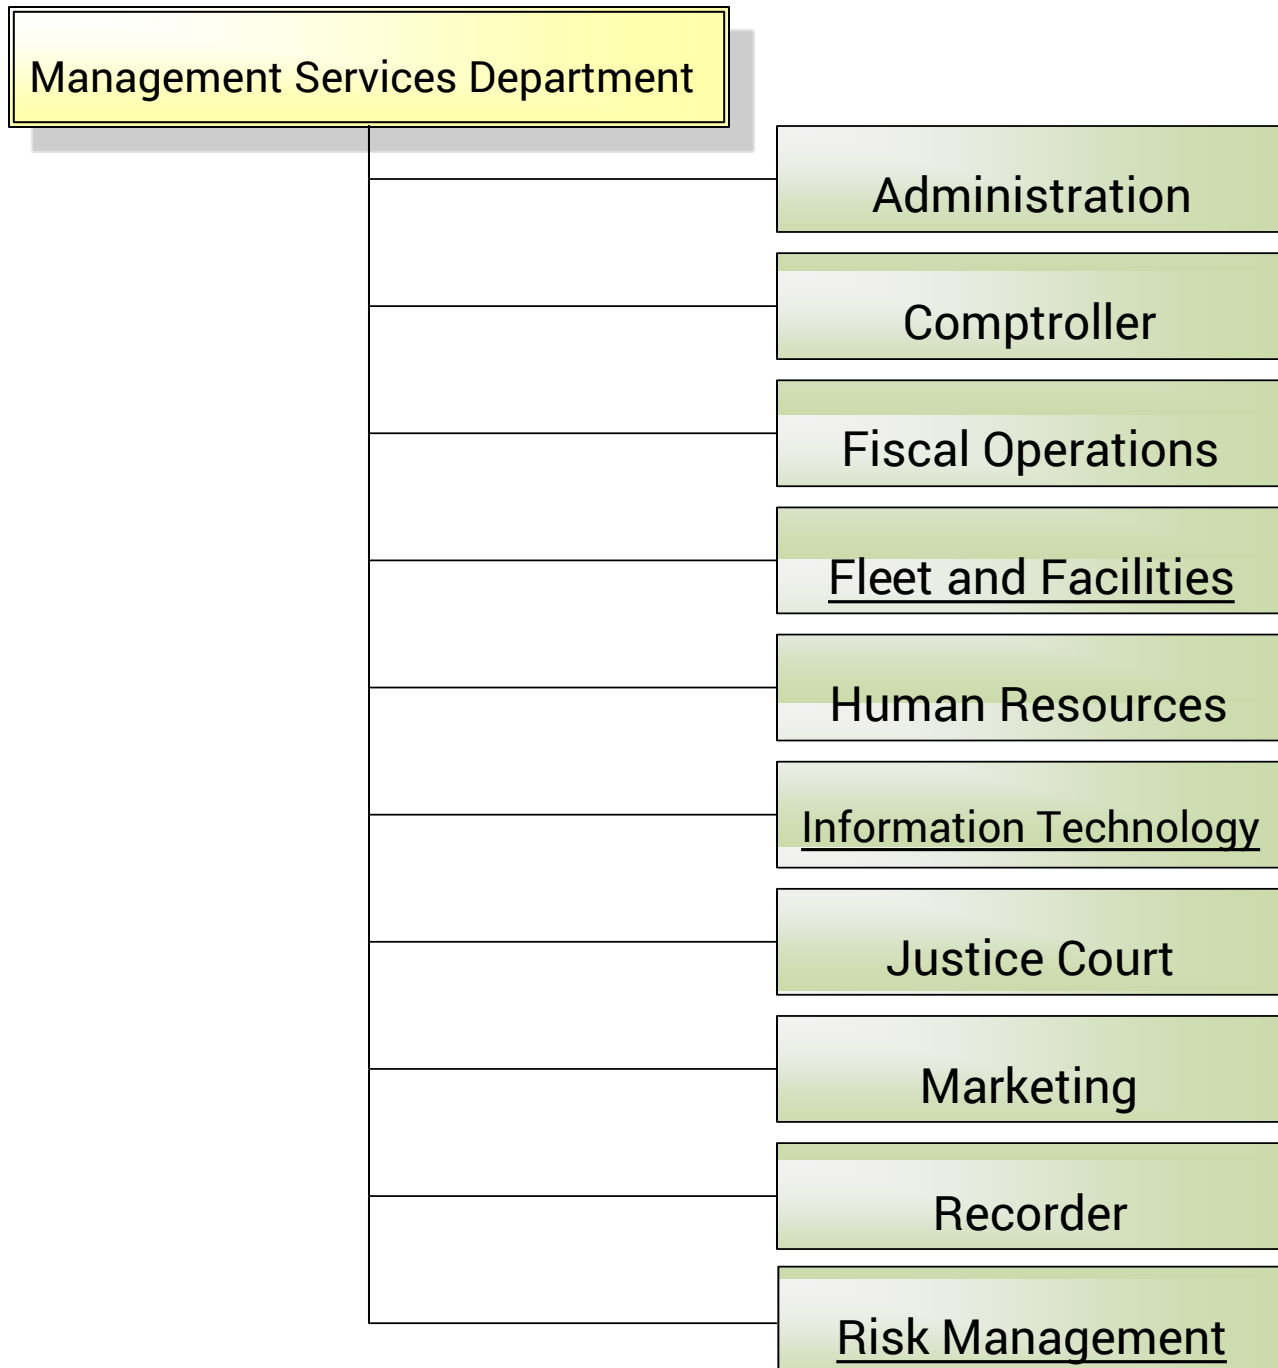 Management Services Department
Administration
Comptroller
Fiscal Operations
Fleet and Facilities
Human Resources
Information Technology
Justice Court
Marketing
Recorder
Risk Management